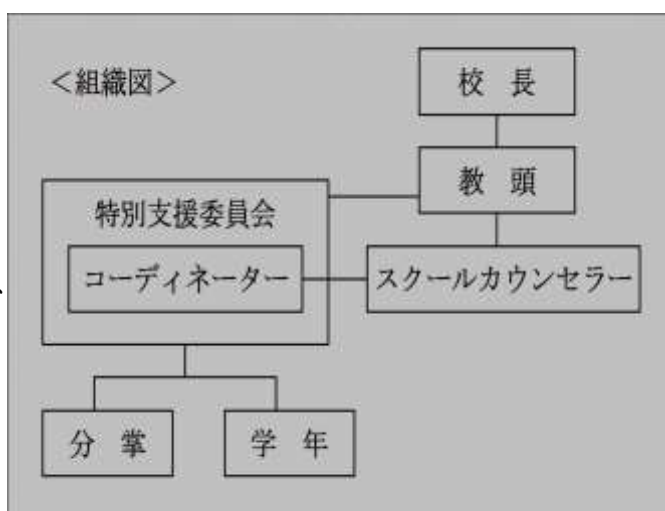 <組織図>
校 長
教 頭
特別支援委員会
コーディネーター
スクールカウンセラー
分 掌
学 年